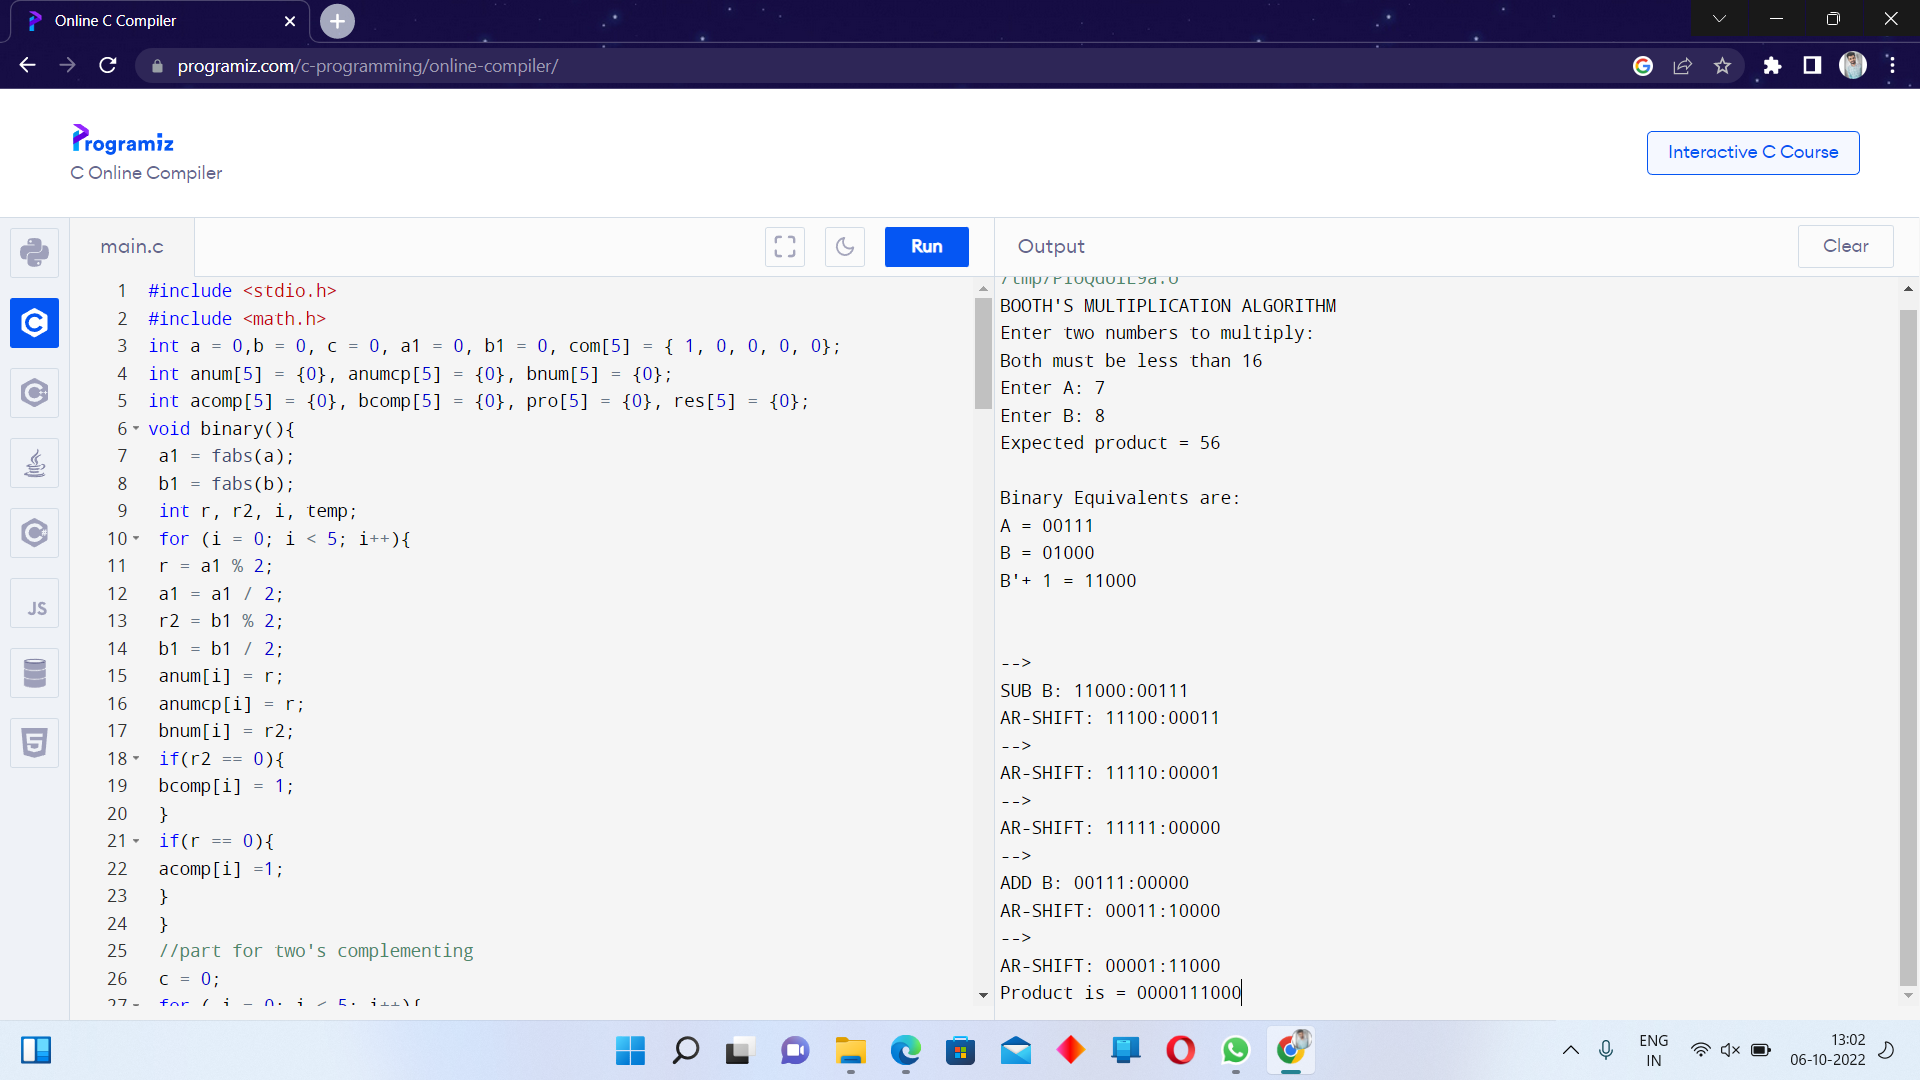 Online C Compiler
programiz.com/c-programming/online-compiler/
Programiz
C Online Compiler
Interactive C Course
main.c
Run
Output
Clear
1 #include <stdio.h>
2 #include <math.h>
3 int a = 0,b = 0, c = 0, a1 = 0, b1 = 0, com[5] = { 1, 0, 0, 0, 0};
4 int anum[5] = {0}, anumcp[5] = {0}, bnum[5] = {0};
5 int acomp[5] = {0}, bcomp[5] = {0}, pro[5] = {0}, res[5] = {0};
6 void binary(){
7 a1 = fabs(a);
8 b1 = fabs(b);
9 int r, r2, i, temp;
10 for (i = 0; i < 5; i++){
11 r = a1 % 2;
12 a1 = a1 / 2;
13 r2 = b1 % 2;
14 b1 = b1 / 2;
15 anum[i] = r;
16 anumcp[i] = r;
17 bnum[i] = r2;
18 if(r2 == 0){
19 bcomp[i] = 1;
20 }
21 if(r == 0){
22 acomp[i] =1;
23 }
24 }
25 //part for two's complementing
26 c = 0;
27 for ( i = 0; i < 5; i++){
BOOTH'S MULTIPLICATION ALGORITHM
Enter two numbers to multiply:
Both must be less than 16
Enter A: 7
Enter B: 8
Expected product = 56
Binary Equivalents are:
A = 00111
B = 01000
B'+ 1 = 11000
-->
SUB B: 11000:00111
AR-SHIFT: 11100:00011
-->
AR-SHIFT: 11110:00001
-->
AR-SHIFT: 11111:00000
-->
ADD B: 00111:00000
AR-SHIFT: 00011:10000
-->
AR-SHIFT: 00001:11000
Product is = 0000111000
JS
ENG
IN
13:02
06-10-2022